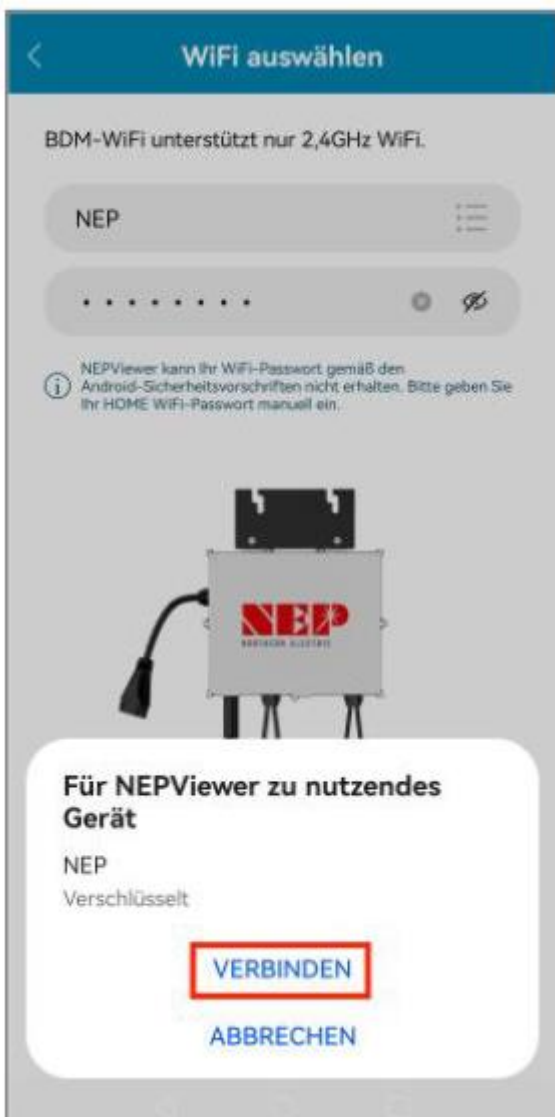 WiFi auswählen
BDM-WiFi unterstützt nur 2,4GHz WiFi.
NEP
NEPViewer kann Ihr WiFi-Passwort gemäß den
Android-Sicherheitsvorschriften nicht erhalten. Bitte geben Sie
Ihr HOME WiFi-Passwort manuell ein.
NEP
NORTHERN ELECTRIC
Für NEPViewer zu nutzendes
Gerät
NEP
Verschlüsselt
VERBINDEN
ABBRECHEN